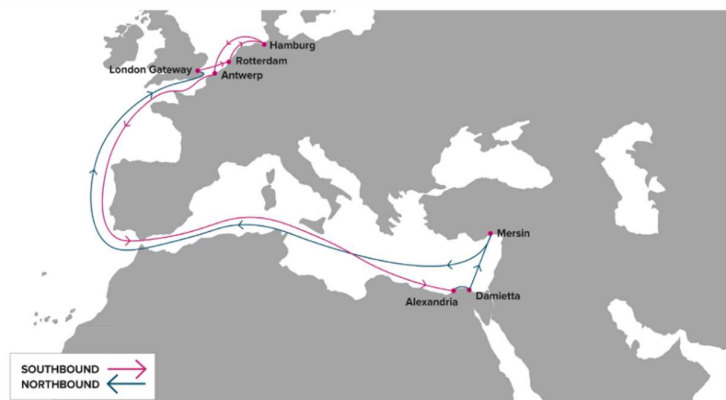 Hamburg
Rotterdam
London Gateway
Antwerp
Mersin
Alexandria
Damietta
SOUTHBOUND
NORTHBOUND